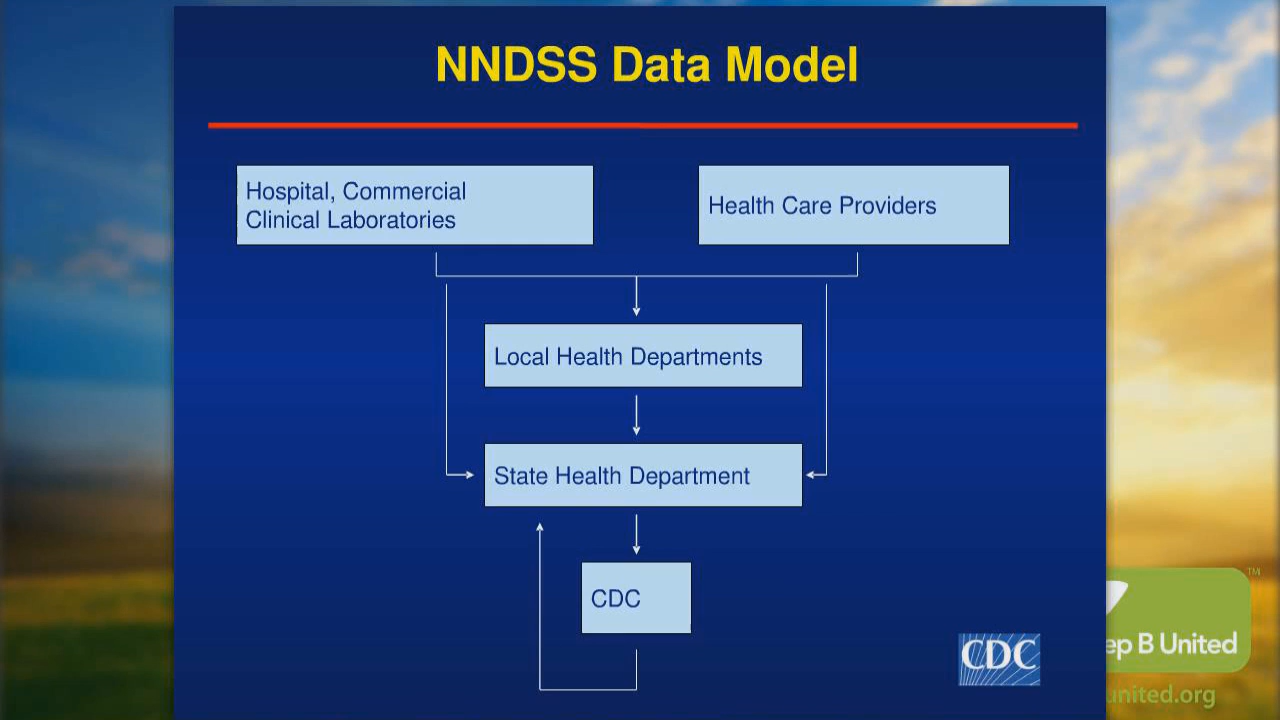 NNDSS Data Model
Hospital, Commercial
Clinical Laboratories
Health Care Providers
Local Health Departments
State Health Department
CDC
CDC
ep B United
TM
united.org